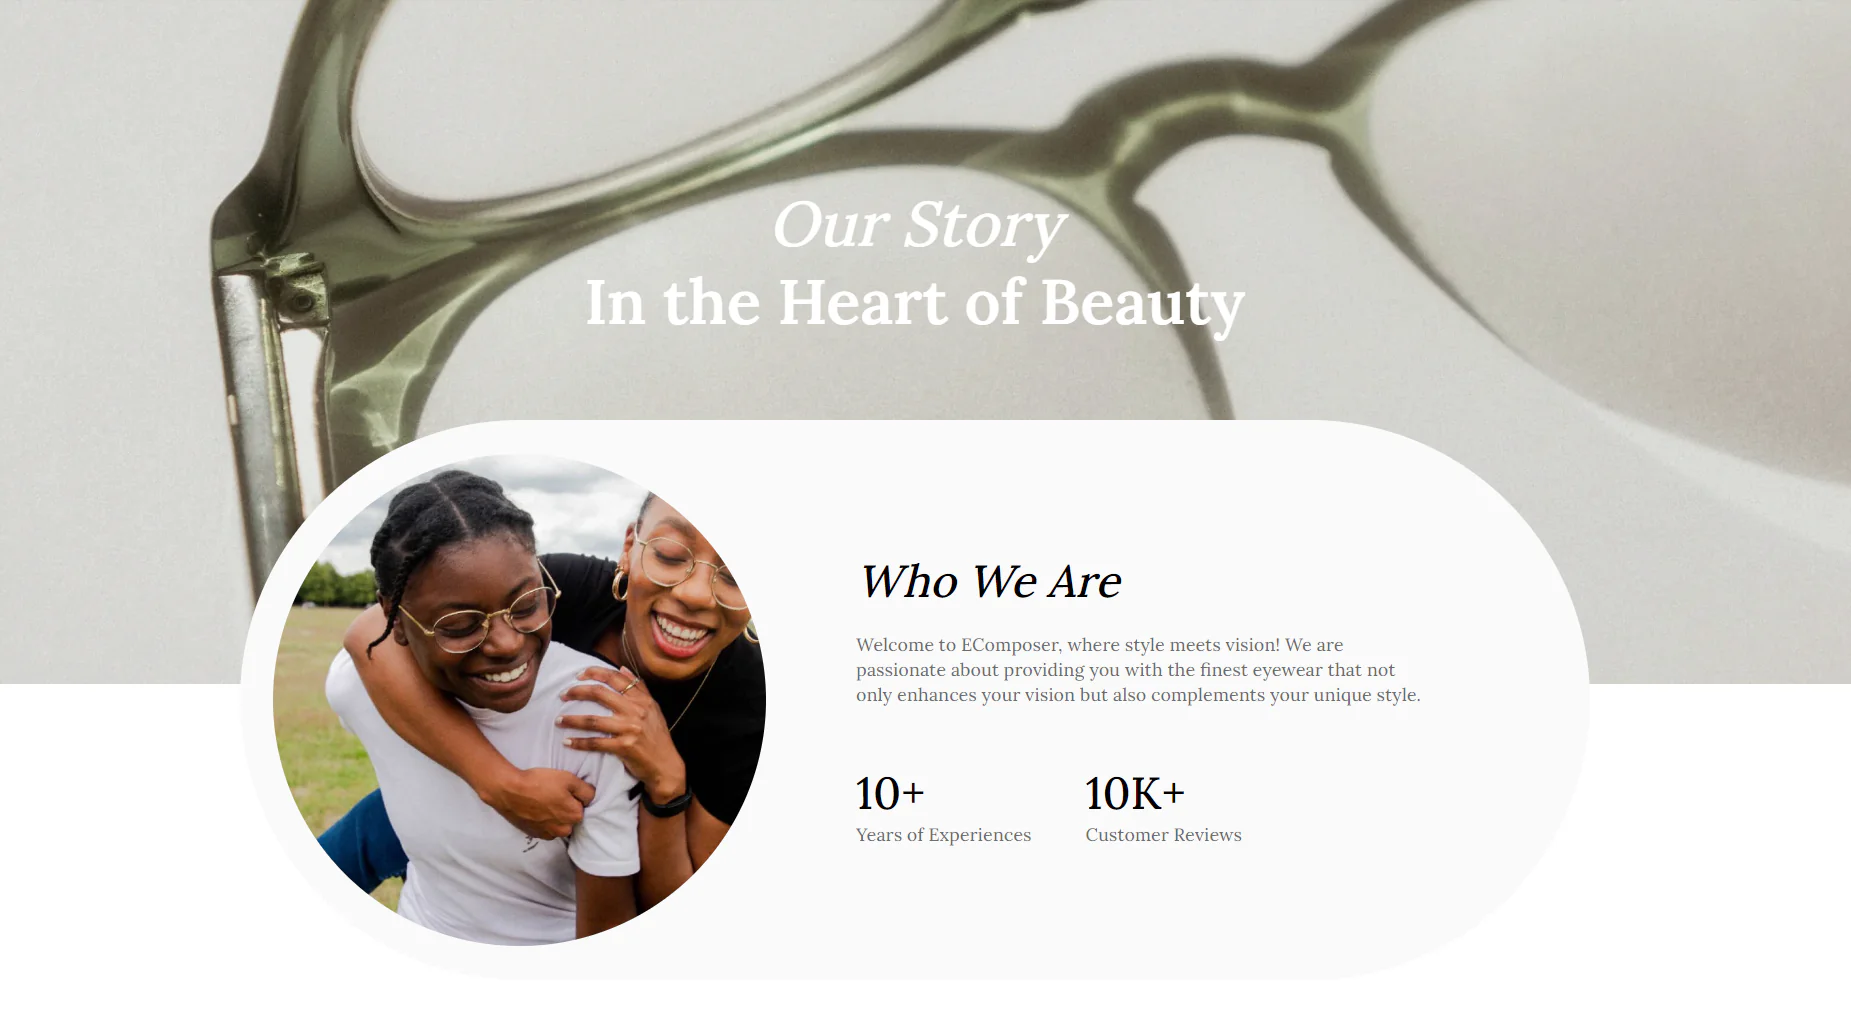 Our Story
In the Heart of Beauty
Who We Are
Welcome to EComposer, where style meets vision! We are
passionate about providing you with the finest eyewear that not
only enhances your vision but also complements your unique style.
10+
Years of Experiences
10K+
Customer Reviews